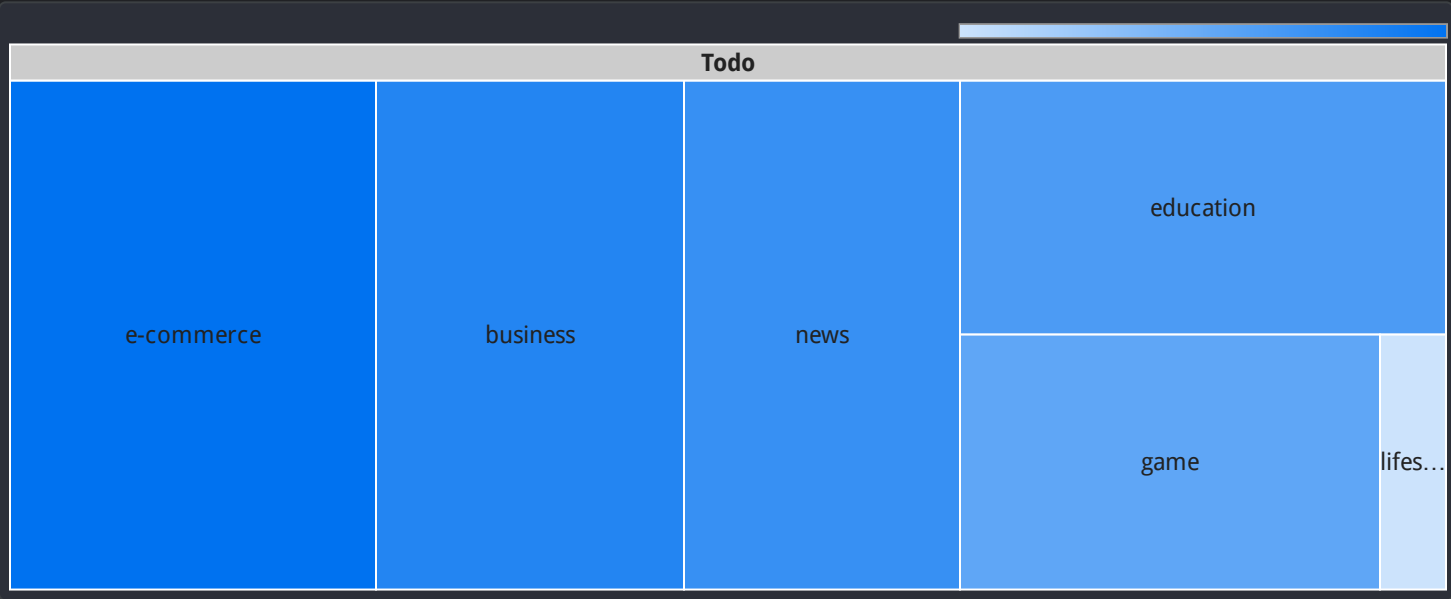 Todo
e-commerce
business
news
education
game
lifes...